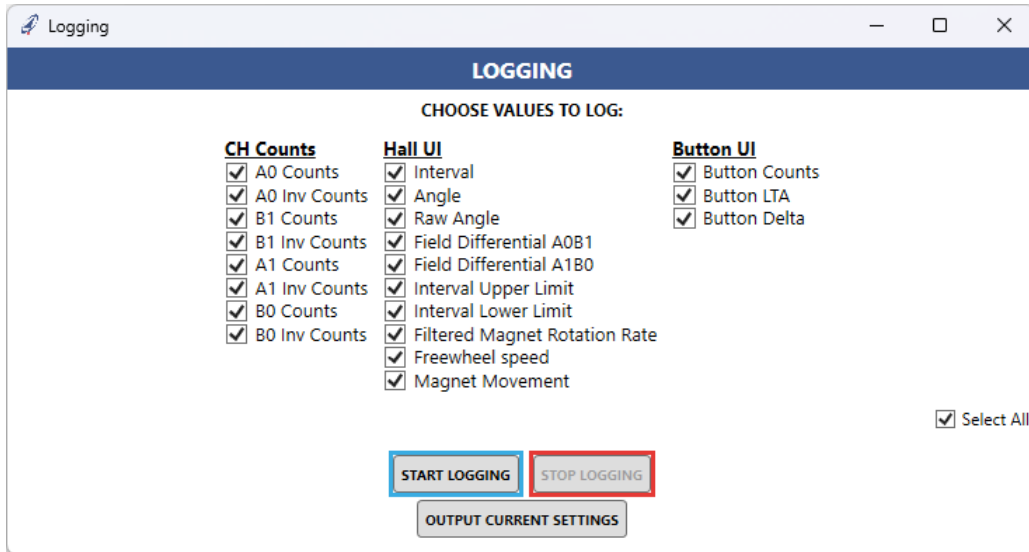 Logging
LOGGING
CHOOSE VALUES TO LOG:
CH Counts
A0 Counts
A0 Inv Counts
B1 Counts
B1 Inv Counts
A1 Counts
A1 Inv Counts
B0 Counts
B0 Inv Counts
Hall UI
Interval
Angle
Raw Angle
Field Differential A0B1
Field Differential A1B0
Interval Upper Limit
Interval Lower Limit
Filtered Magnet Rotation Rate
Freewheel speed
Magnet Movement
Button UI
Button Counts
Button LTA
Button Delta
Select All
START LOGGING
STOP LOGGING
OUTPUT CURRENT SETTINGS